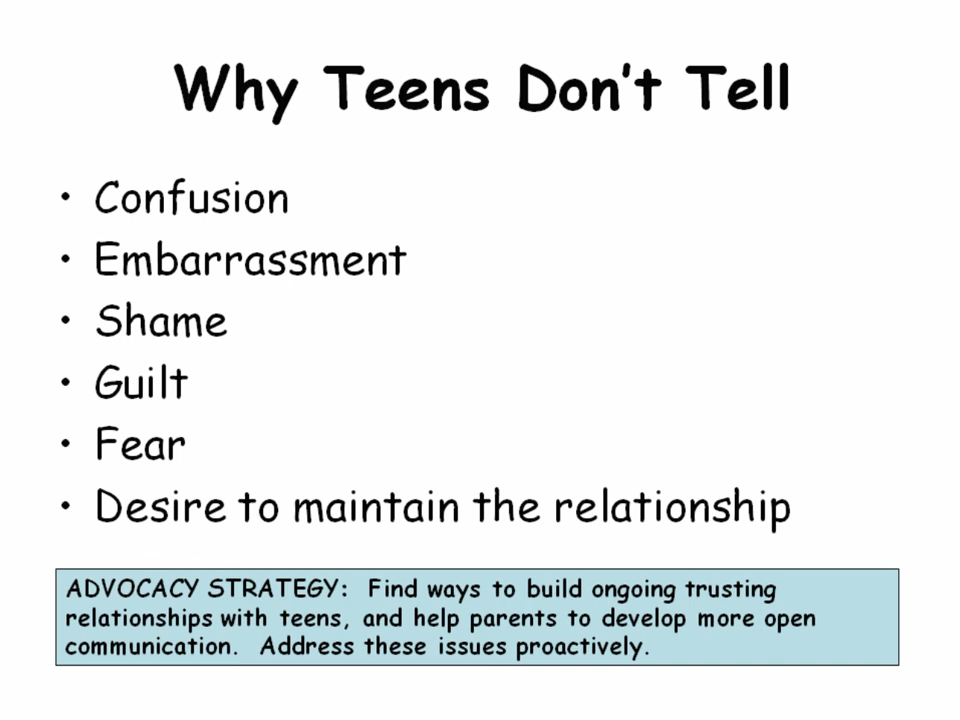 Why Teens Don't Tell
• Confusion
• Embarrassment
• Shame
• Guilt
• Fear
• Desire to maintain the relationship
ADVOCACY STRATEGY:  Find ways to build ongoing trusting
relationships with teens, and help parents to develop more open
communication.  Address these issues proactively.